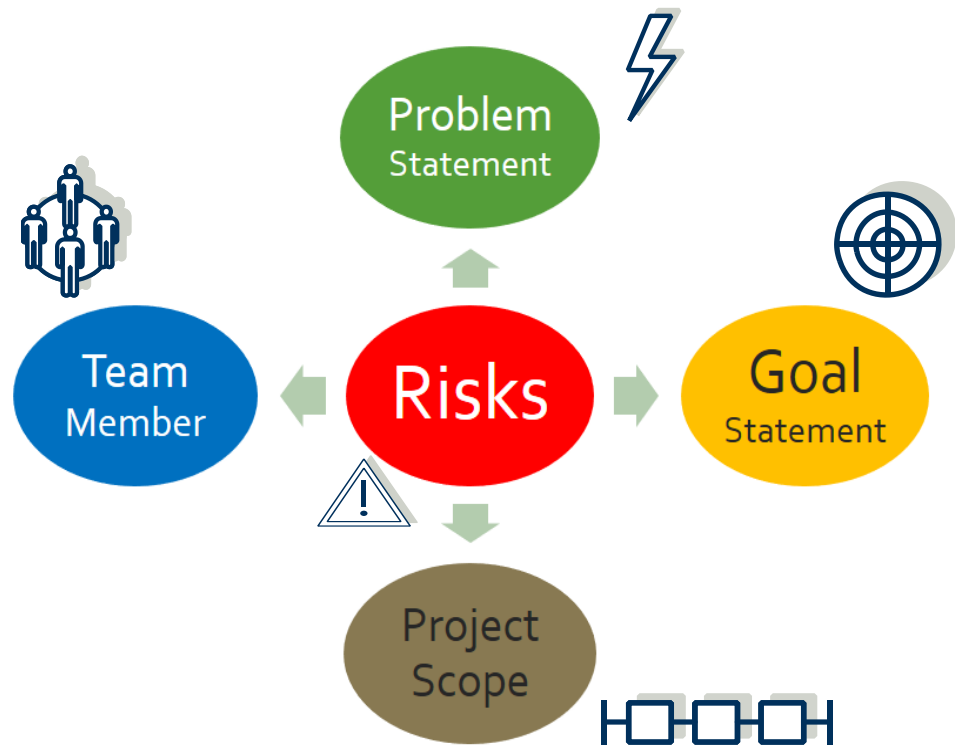 Problem
Statement
Team
Member
Risks
Goal
Statement
!
Project
Scope